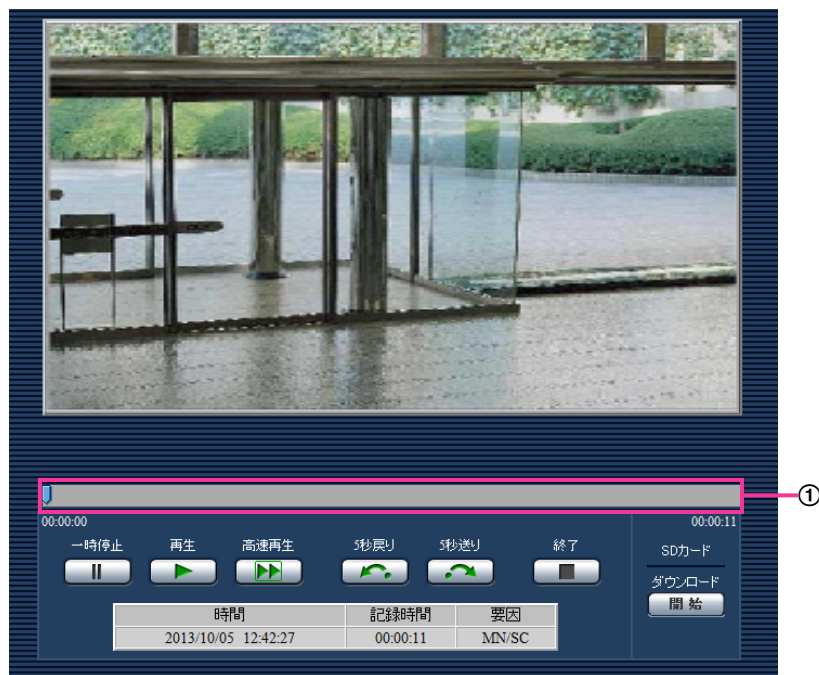 ①
00:00:00 00:00:11
一時停止 再生 高速再生 5秒戻り 5秒送り 終了 SDカード
ダウンロード
開始
時間 記録時間 要因
2013/10/05 12:42:27 00:00:11 MN/SC